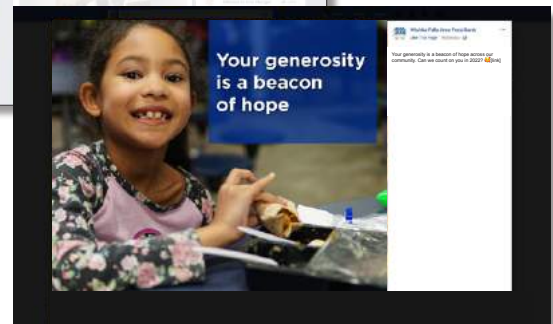 Your generosity
is a beacon
of hope
Wichita Falls Area Food Bank
Your generosity is a beacon of hope across our
community. Can we count on you in 2022? [link]